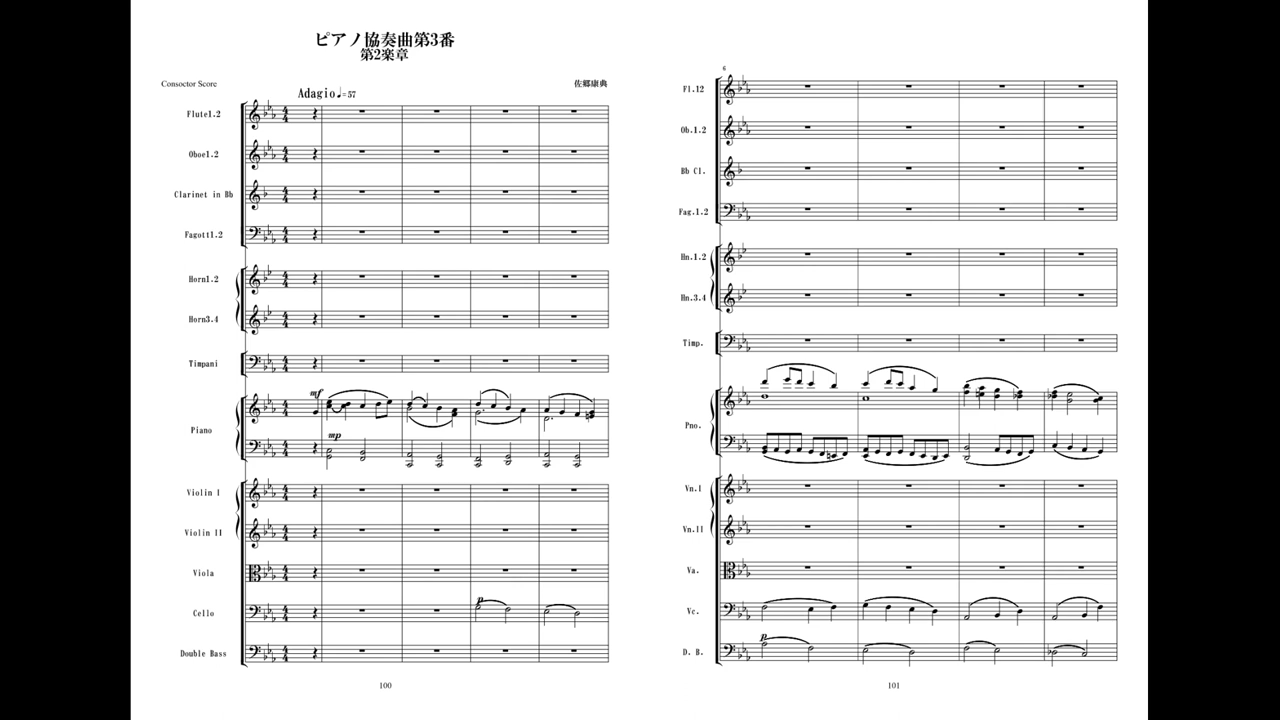 ピアノ協奏曲第3番
第2楽章
Consoctor Score
佐郷康典
Adagio ♩=57
Flute1.2
Oboe1.2
Clarinet in Bb
Fagott1.2
Horn1.2
Horn3.4
Timpani
mf
Piano
mp
Violin I
Violin II
Viola
p
Cello
Double Bass
100
6
Fl.12
Ob.1.2
Bb Cl.
Fag.1.2
Hn.1.2
Hn.3.4
Timp.
Pno.
Vn.I
Vn.II
Va.
Vc.
p
D. B.
101